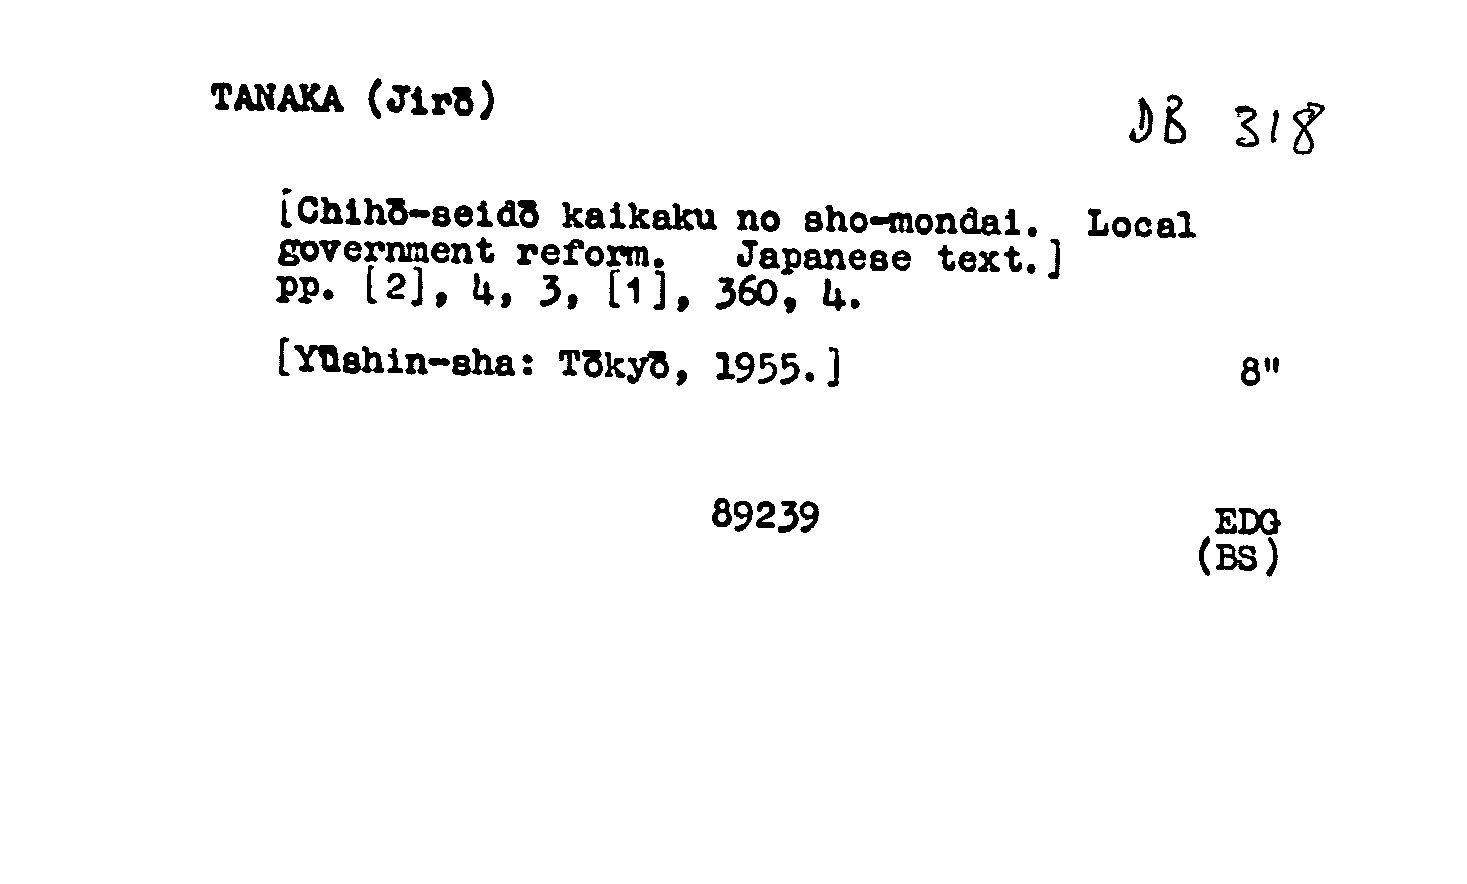 TANAKA (Jirō)
DB 318
[Chihō-seidō kaikaku no sho-mondai. Local
government reform. Japanese text.]
pp. [2], 4, 3, [1], 360, 4.
[Yūshin-sha: Tōkyō, 1955.] 8"
89239 EDG
(BS)